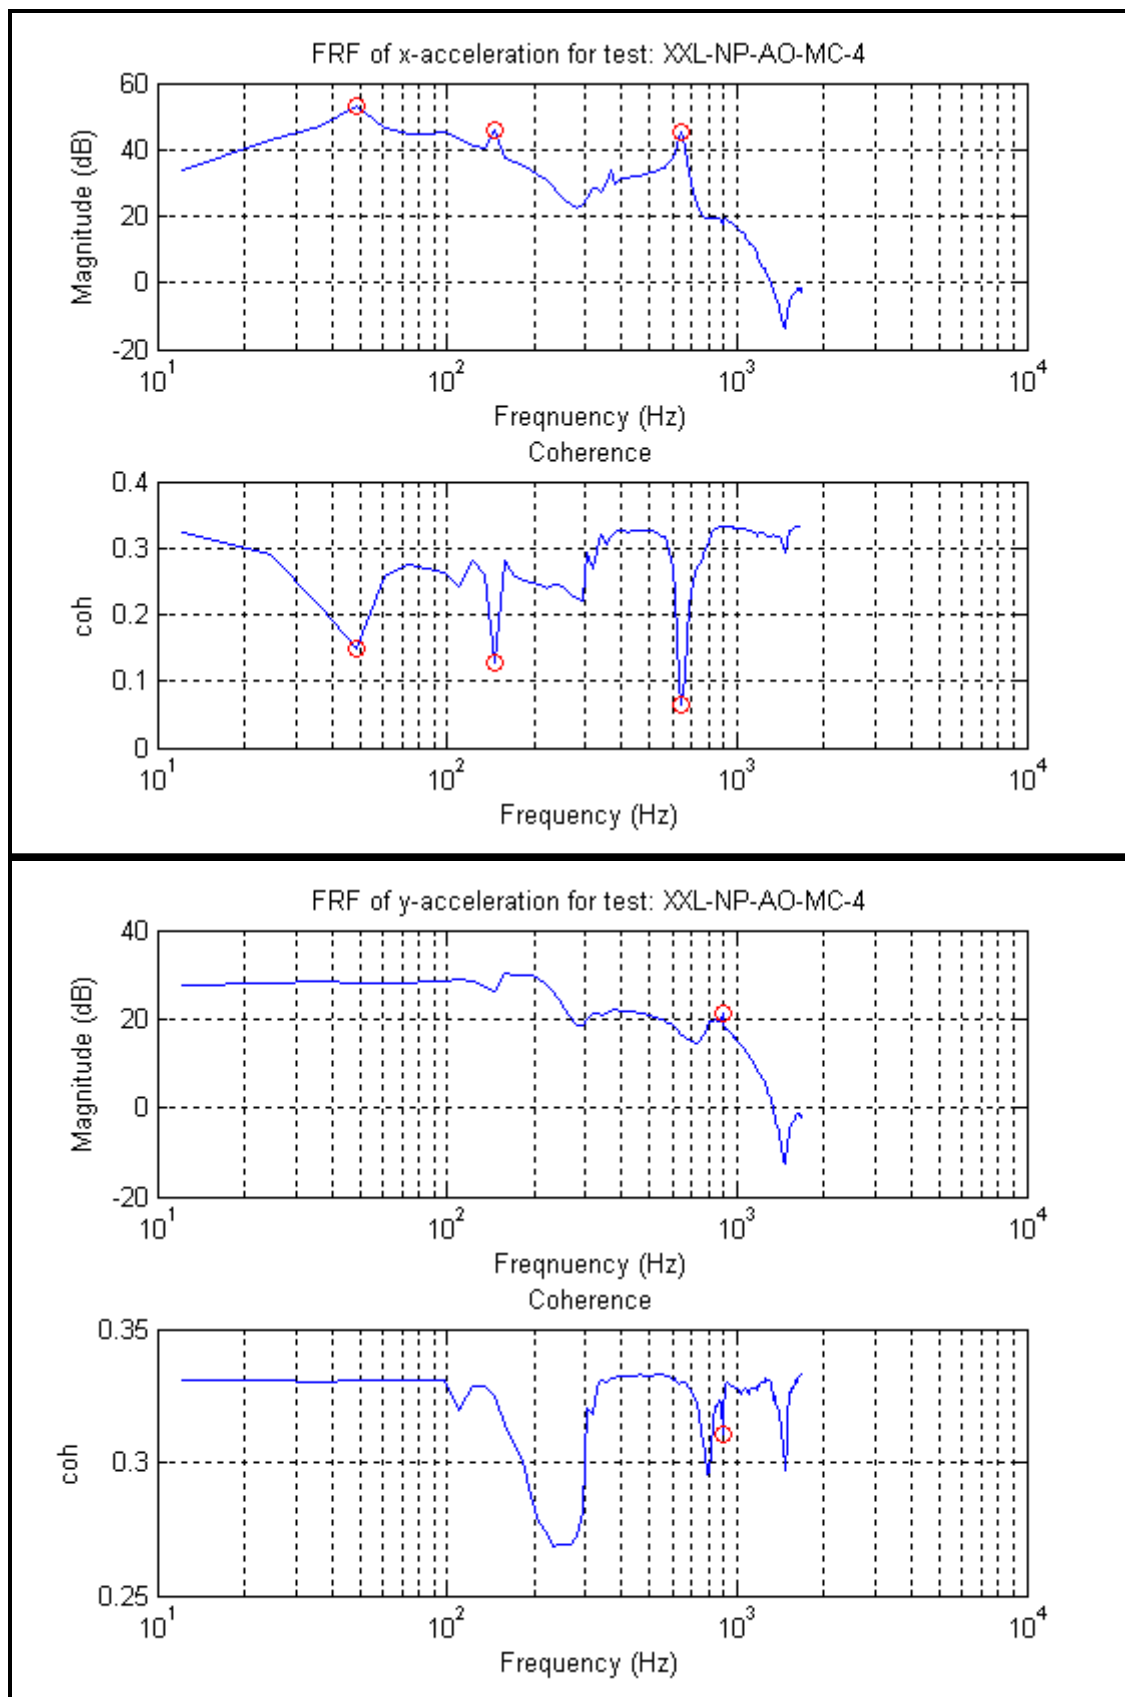 FRF of x-acceleration for test: XXL-NP-AO-MC-4
60
40
20
0
-20
Magnitude (dB)
10^1 10^2 10^3 10^4
Freqnuency (Hz)
Coherence
0.4
0.3
0.2
0.1
0
coh
10^1 10^2 10^3 10^4
Frequency (Hz)
FRF of y-acceleration for test: XXL-NP-AO-MC-4
40
20
0
-20
Magnitude (dB)
10^1 10^2 10^3 10^4
Freqnuency (Hz)
Coherence
0.35
0.3
0.25
coh
10^1 10^2 10^3 10^4
Frequency (Hz)